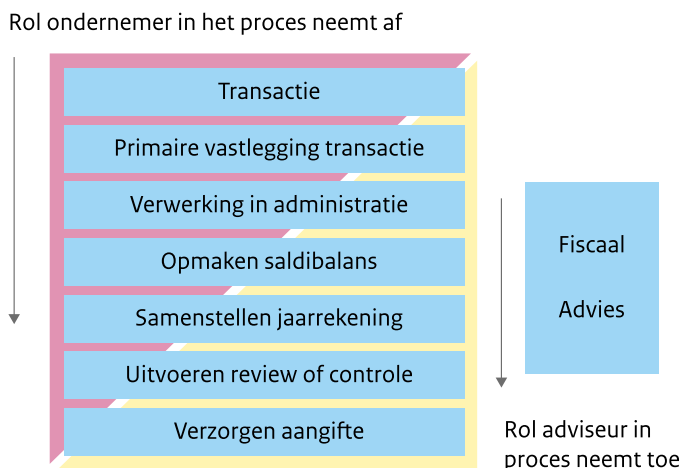 Rol ondernemer in het proces neemt af
Transactie
Primaire vastlegging transactie
Verwerking in administratie
Opmaken saldibalans
Samenstellen jaarrekening
Uitvoeren review of controle
Verzorgen aangifte
Fiscaal
Advies
Rol adviseur in
proces neemt toe